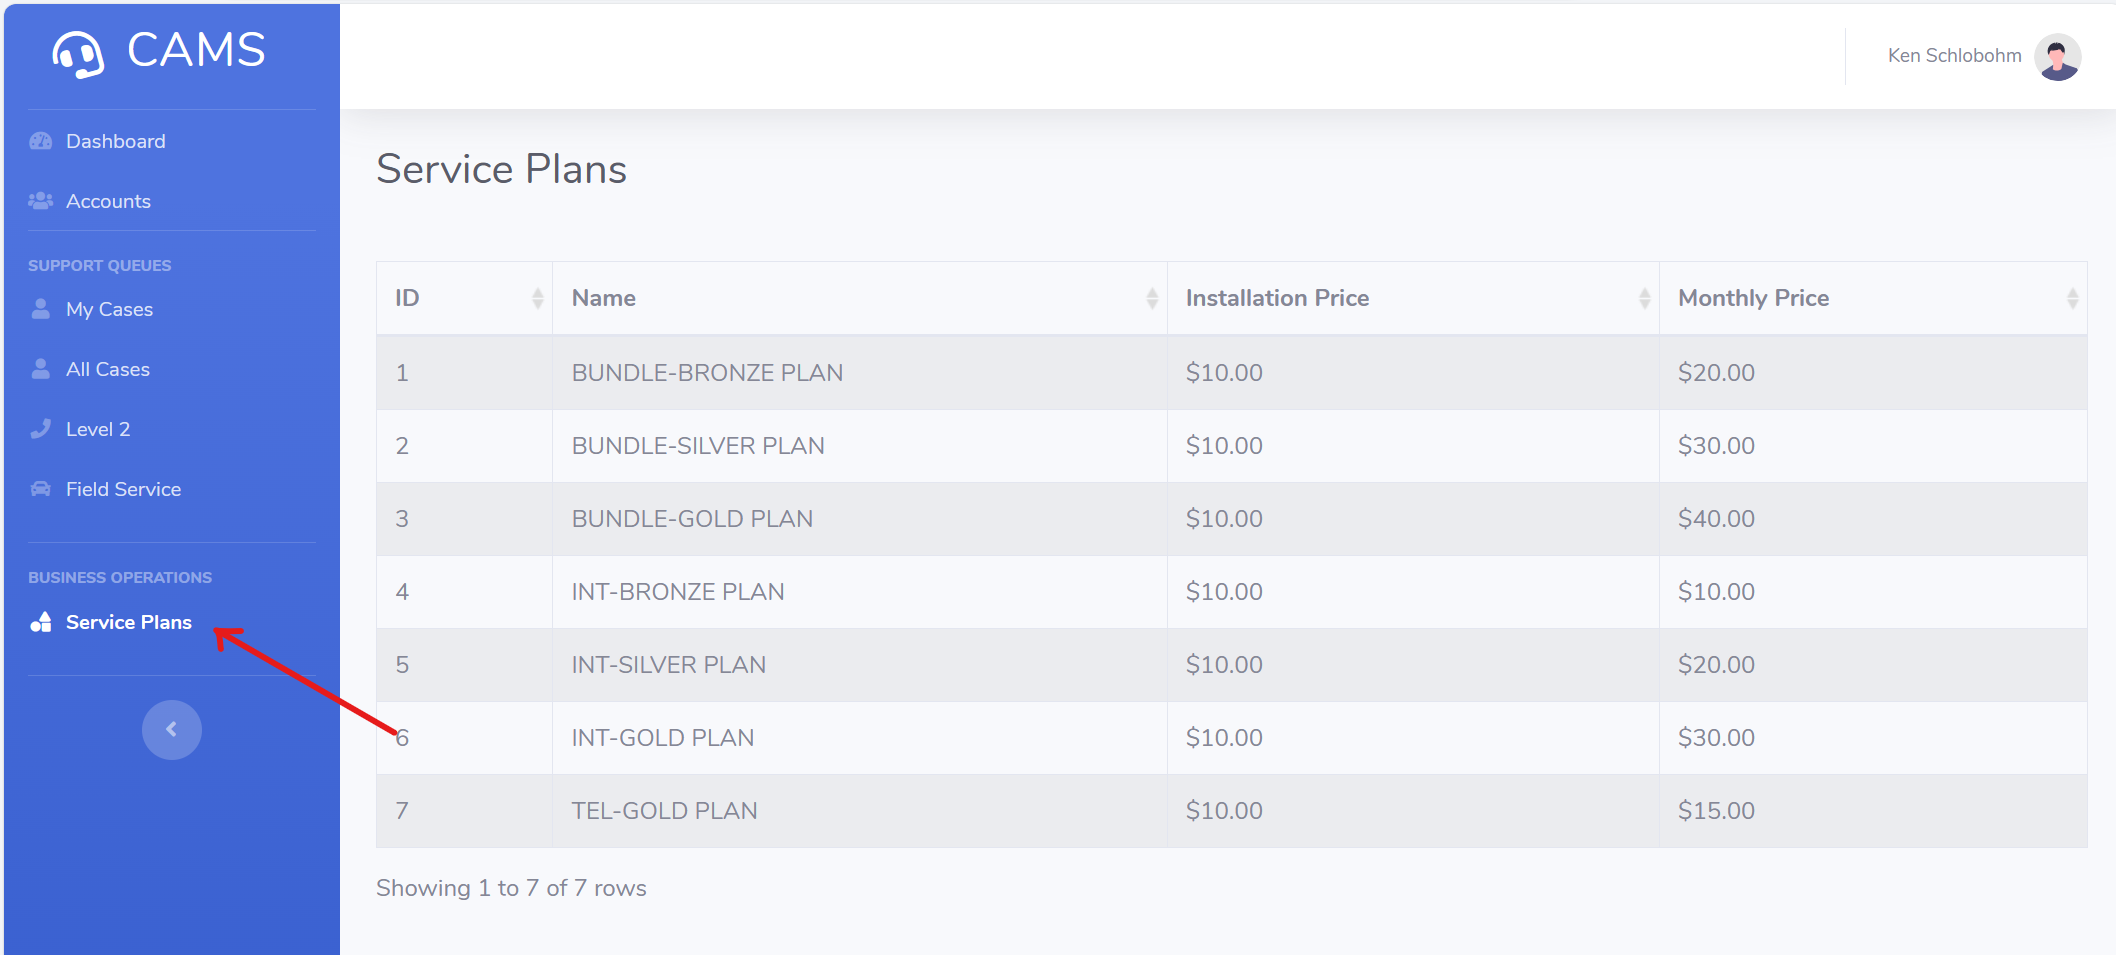 CAMS
Ken Schlobohm
Dashboard
Accounts
SUPPORT QUEUES
My Cases
All Cases
Level 2
Field Service
BUSINESS OPERATIONS
Service Plans
Service Plans
ID Name Installation Price Monthly Price
1 BUNDLE-BRONZE PLAN $10.00 $20.00
2 BUNDLE-SILVER PLAN $10.00 $30.00
3 BUNDLE-GOLD PLAN $10.00 $40.00
4 INT-BRONZE PLAN $10.00 $10.00
5 INT-SILVER PLAN $10.00 $20.00
6 INT-GOLD PLAN $10.00 $30.00
7 TEL-GOLD PLAN $10.00 $15.00
Showing 1 to 7 of 7 rows